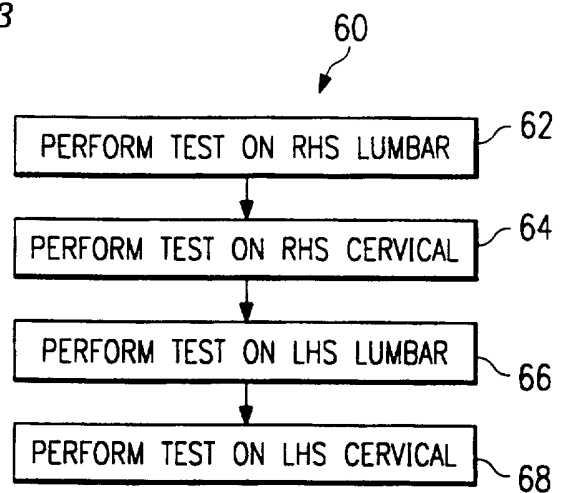 3
60
PERFORM TEST ON RHS LUMBAR
62
PERFORM TEST ON RHS CERVICAL
64
PERFORM TEST ON LHS LUMBAR
66
PERFORM TEST ON LHS CERVICAL
68